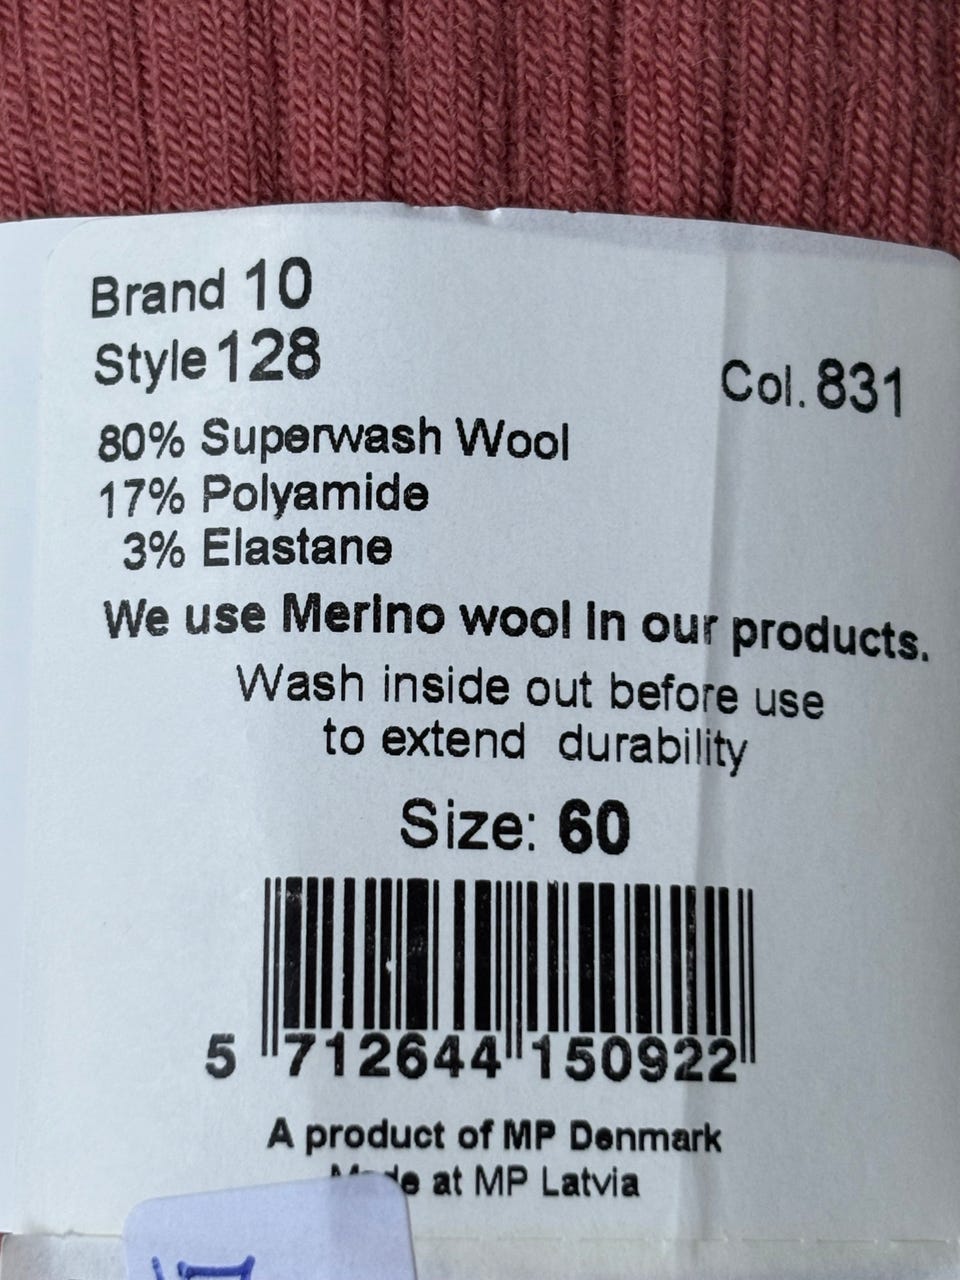 Brand 10
Style 128
Col. 831
80% Superwash Wool
17% Polyamide
3% Elastane
We use Merino wool in our products.
Wash inside out before use
to extend durability
Size: 60
5 712644 150922
A product of MP Denmark
Made at MP Latvia